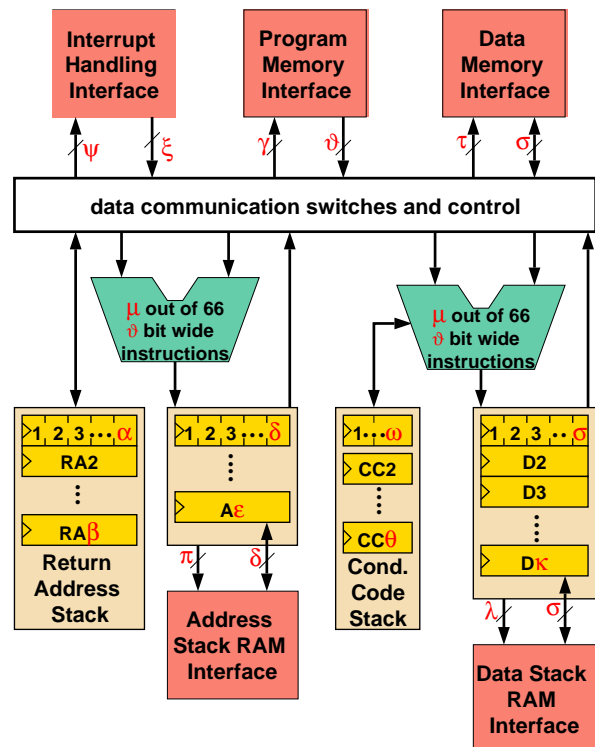 Interrupt
Handling
Interface
Program
Memory
Interface
Data
Memory
Interface
ψ
ξ
γ
ϑ
τ
σ
data communication switches and control
μ out of 66
ϑ bit wide
instructions
μ out of 66
ϑ bit wide
instructions
1 2 3 ••• α
RA2
RAβ
Return
Address
Stack
1 2 3 ••• δ
Aε
π
δ
Address
Stack RAM
Interface
1•••ω
CC2
CCθ
Cond.
Code
Stack
1 2 3 •• σ
D2
D3
Dκ
λ
σ
Data Stack
RAM
Interface